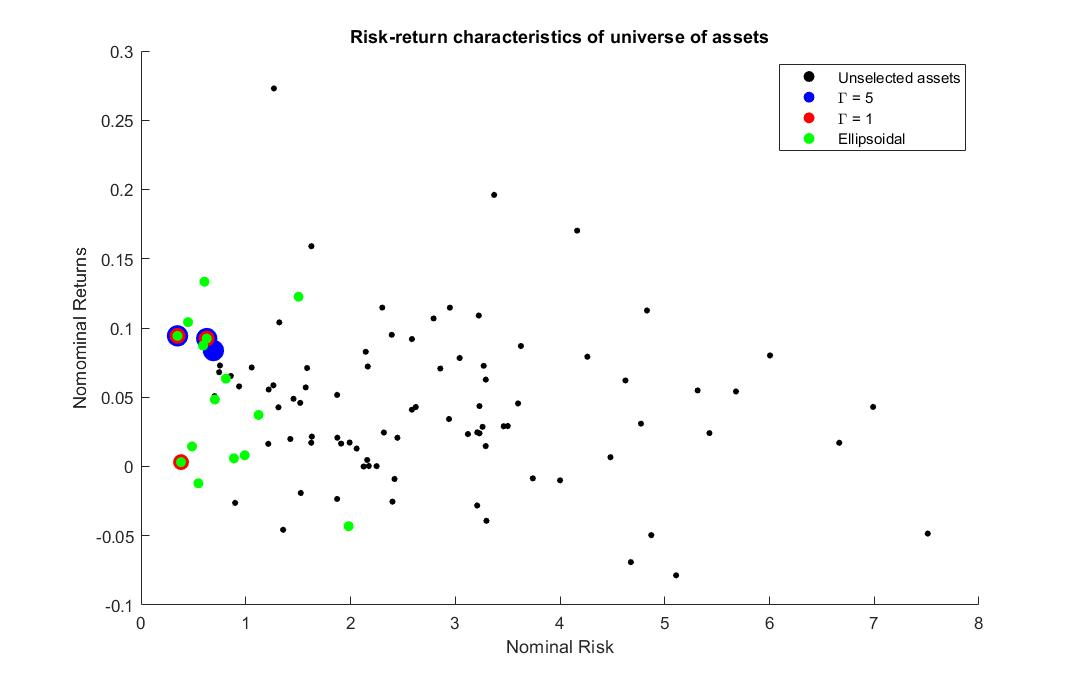 Risk-return characteristics of universe of assets
0.3
0.25
0.2
0.15
0.1
0.05
0
-0.05
-0.1
Nomominal Returns
0 1 2 3 4 5 6 7 8
Nominal Risk
Unselected assets
Γ = 5
Γ = 1
Ellipsoidal